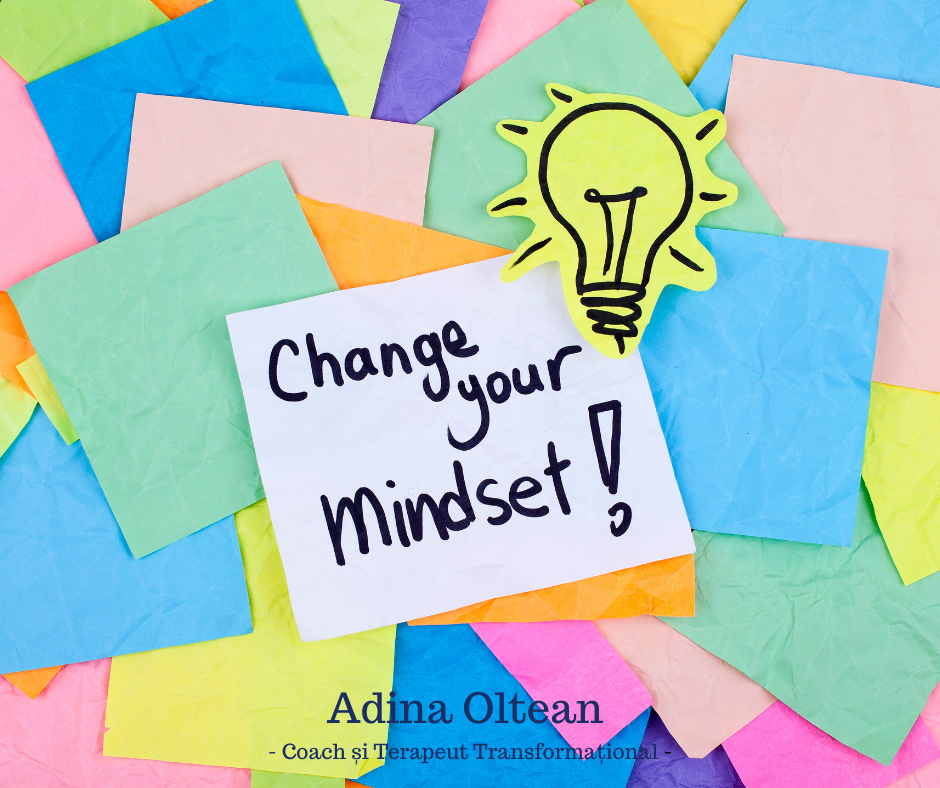 Change
your
mindset!
Adina Oltean
- Coach și Terapeut Transformațional -